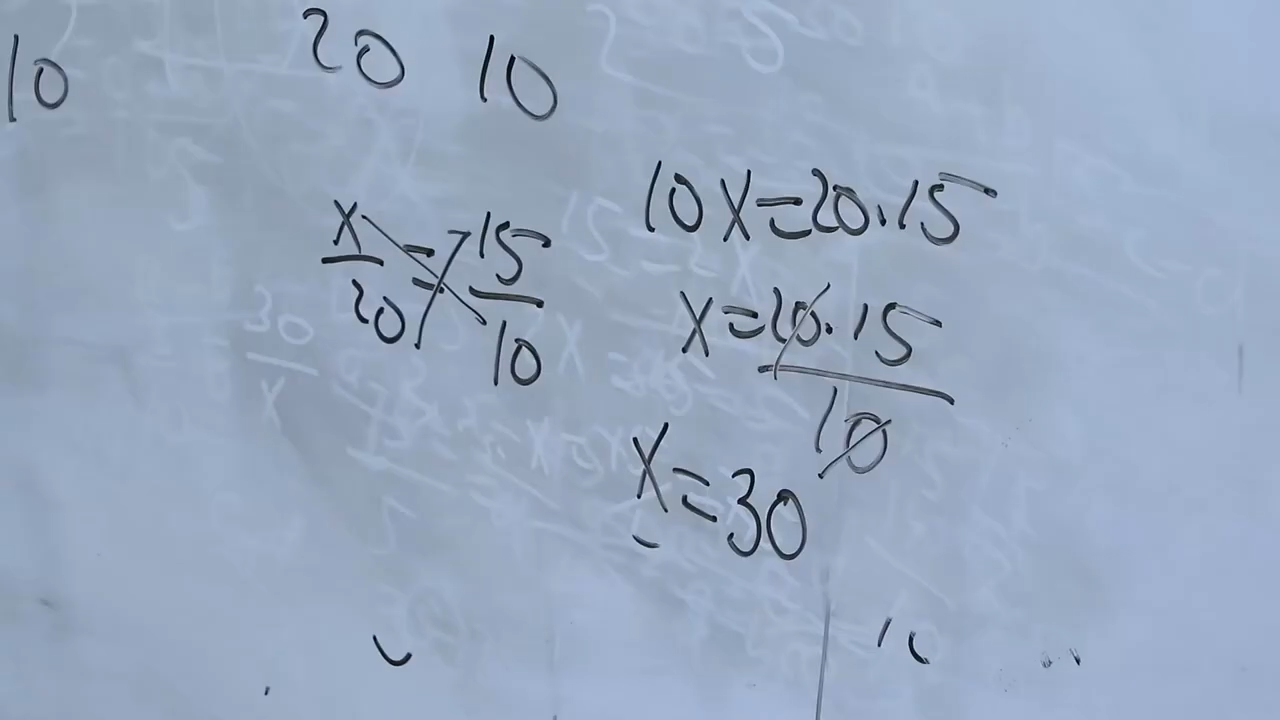 10 20 10
x/20 = 15/10
10x=20.15
x=20.15/10
x=30